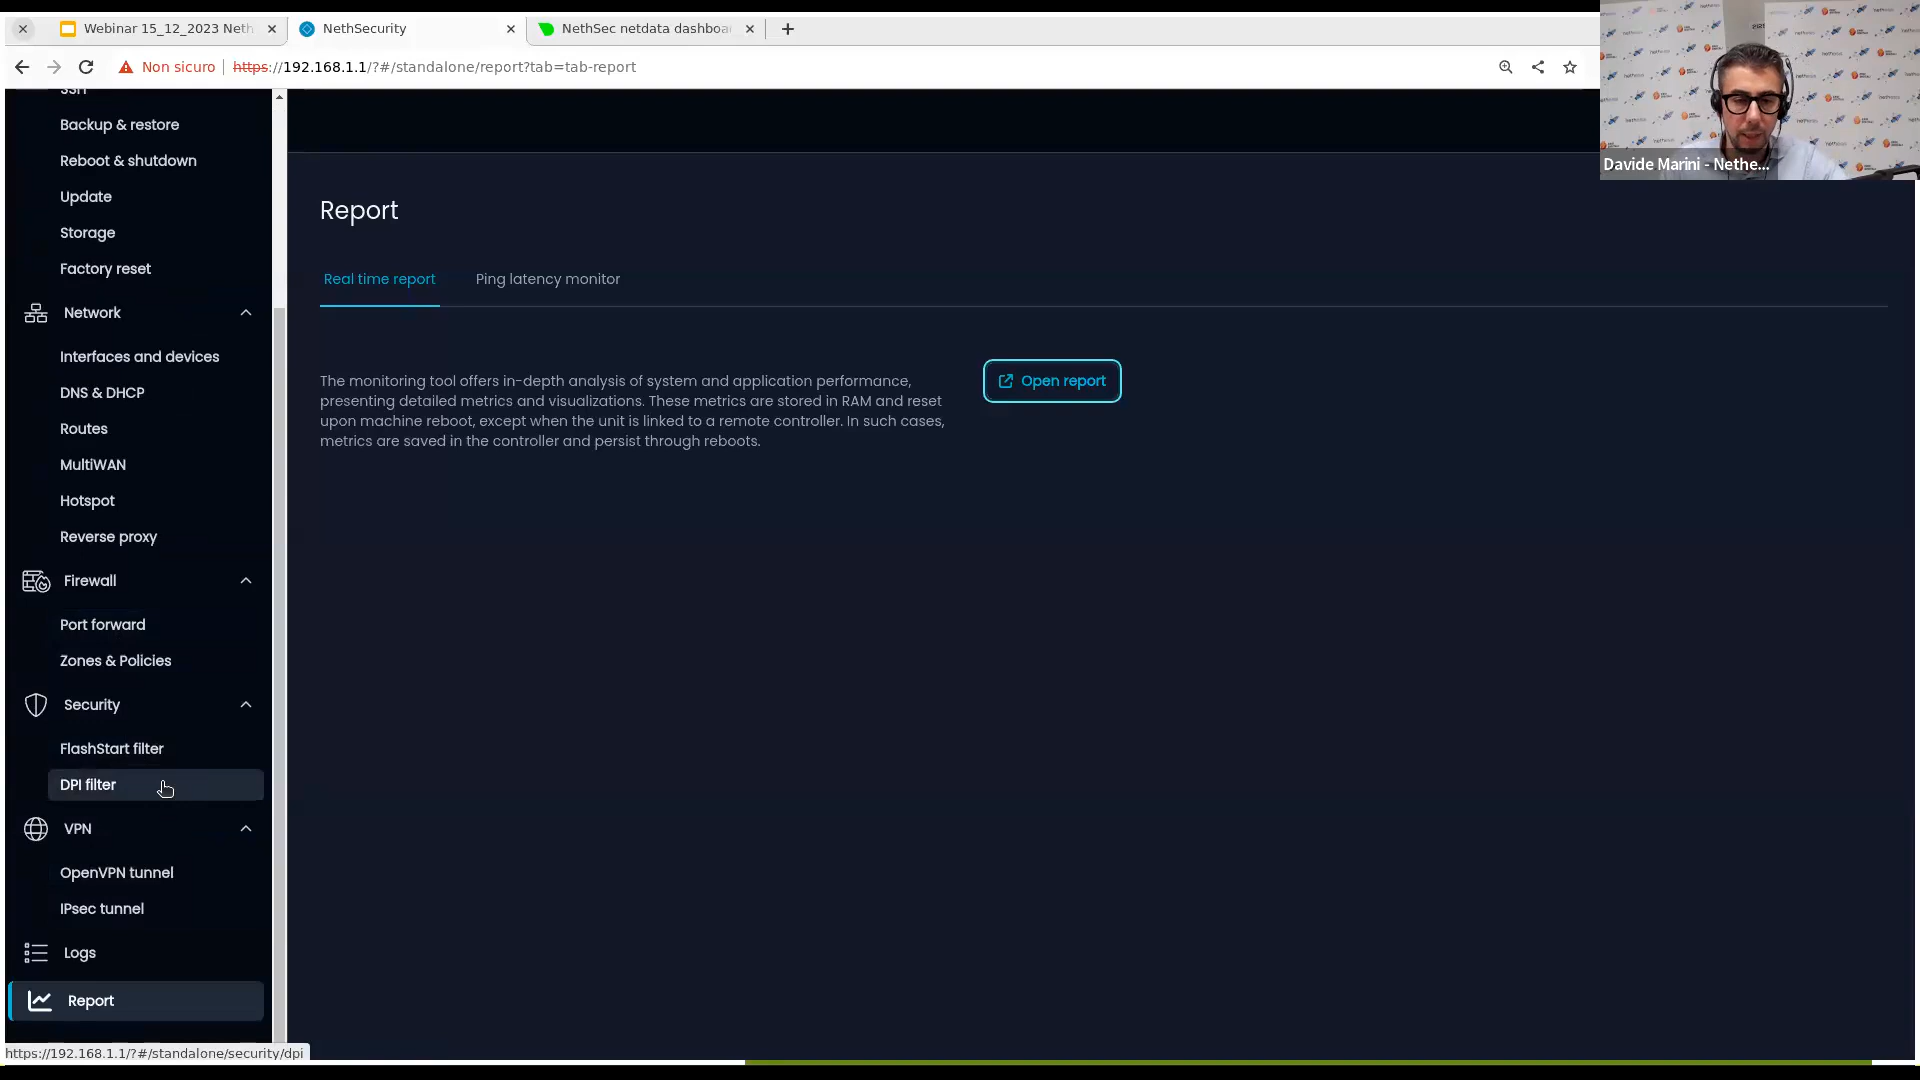 Webinar 15_12_2023 Neth
NethSecurity
NethSec netdata dashboa
Non sicuro
https://192.168.1.1/?#/standalone/report?tab=tab-report
Davide Marini - Nethe...
SSH
Backup & restore
Reboot & shutdown
Update
Storage
Factory reset
Network
Interfaces and devices
DNS & DHCP
Routes
MultiWAN
Hotspot
Reverse proxy
Firewall
Port forward
Zones & Policies
Security
FlashStart filter
DPI filter
VPN
OpenVPN tunnel
IPsec tunnel
Logs
Report
https://192.168.1.1/?#/standalone/security/dpi
Report
Real time report
Ping latency monitor
The monitoring tool offers in-depth analysis of system and application performance,
presenting detailed metrics and visualizations. These metrics are stored in RAM and reset
upon machine reboot, except when the unit is linked to a remote controller. In such cases,
metrics are saved in the controller and persist through reboots.
Open report